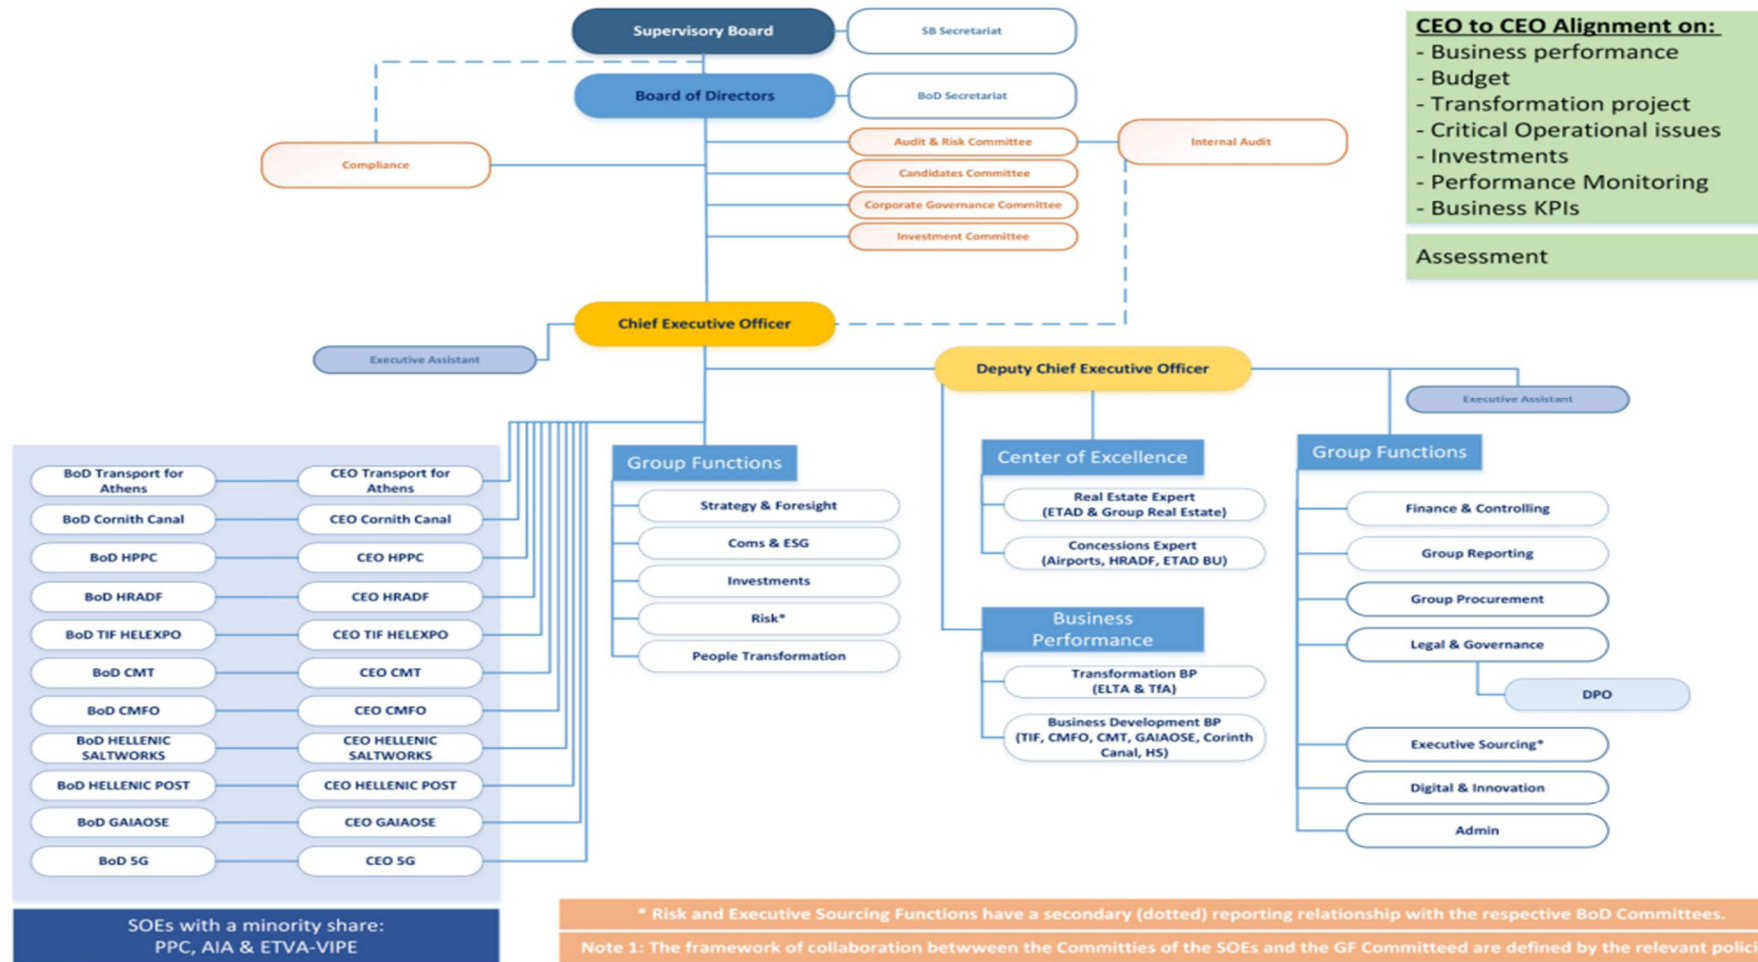 Supervisory Board
SB Secretariat
Board of Directors
BoD Secretariat
Compliance
Audit & Risk Committee
Internal Audit
Candidates Committee
Corporate Governance Committee
Investment Committee
CEO to CEO Alignment on:
- Business performance
- Budget
- Transformation project
- Critical Operational issues
- Investments
- Performance Monitoring
- Business KPIs
Assessment
Chief Executive Officer
Executive Assistant
Deputy Chief Executive Officer
Executive Assistant
BoD Transport for
Athens
CEO Transport for
Athens
BoD Cornith Canal
CEO Cornith Canal
BoD HPPC
CEO HPPC
BoD HRADF
CEO HRADF
BoD TIF HELEXPO
CEO TIF HELEXPO
BoD CMT
CEO CMT
BoD CMFO
CEO CMFO
BoD HELLENIC
SALTWORKS
CEO HELLENIC
SALTWORKS
BoD HELLENIC POST
CEO HELLENIC POST
BoD GAIAOSE
CEO GAIAOSE
BoD 5G
CEO 5G
SOEs with a minority share:
PPC, AIA & ETVA-VIPE
Group Functions
Strategy & Foresight
Coms & ESG
Investments
Risk*
People Transformation
Center of Excellence
Real Estate Expert
(ETAD & Group Real Estate)
Concessions Expert
(Airports, HRADF, ETAD BU)
Business
Performance
Transformation BP
(ELTA & TfA)
Business Development BP
(TIF, CMFO, CMT, GAIAOSE, Corinth
Canal, HS)
Group Functions
Finance & Controlling
Group Reporting
Group Procurement
Legal & Governance
DPO
Executive Sourcing*
Digital & Innovation
Admin
* Risk and Executive Sourcing Functions have a secondary (dotted) reporting relationship with the respective BoD Committees.
Note 1: The framework of collaboration betwween the Committies of the SOEs and the GF Committeed are defined by the relevant polici